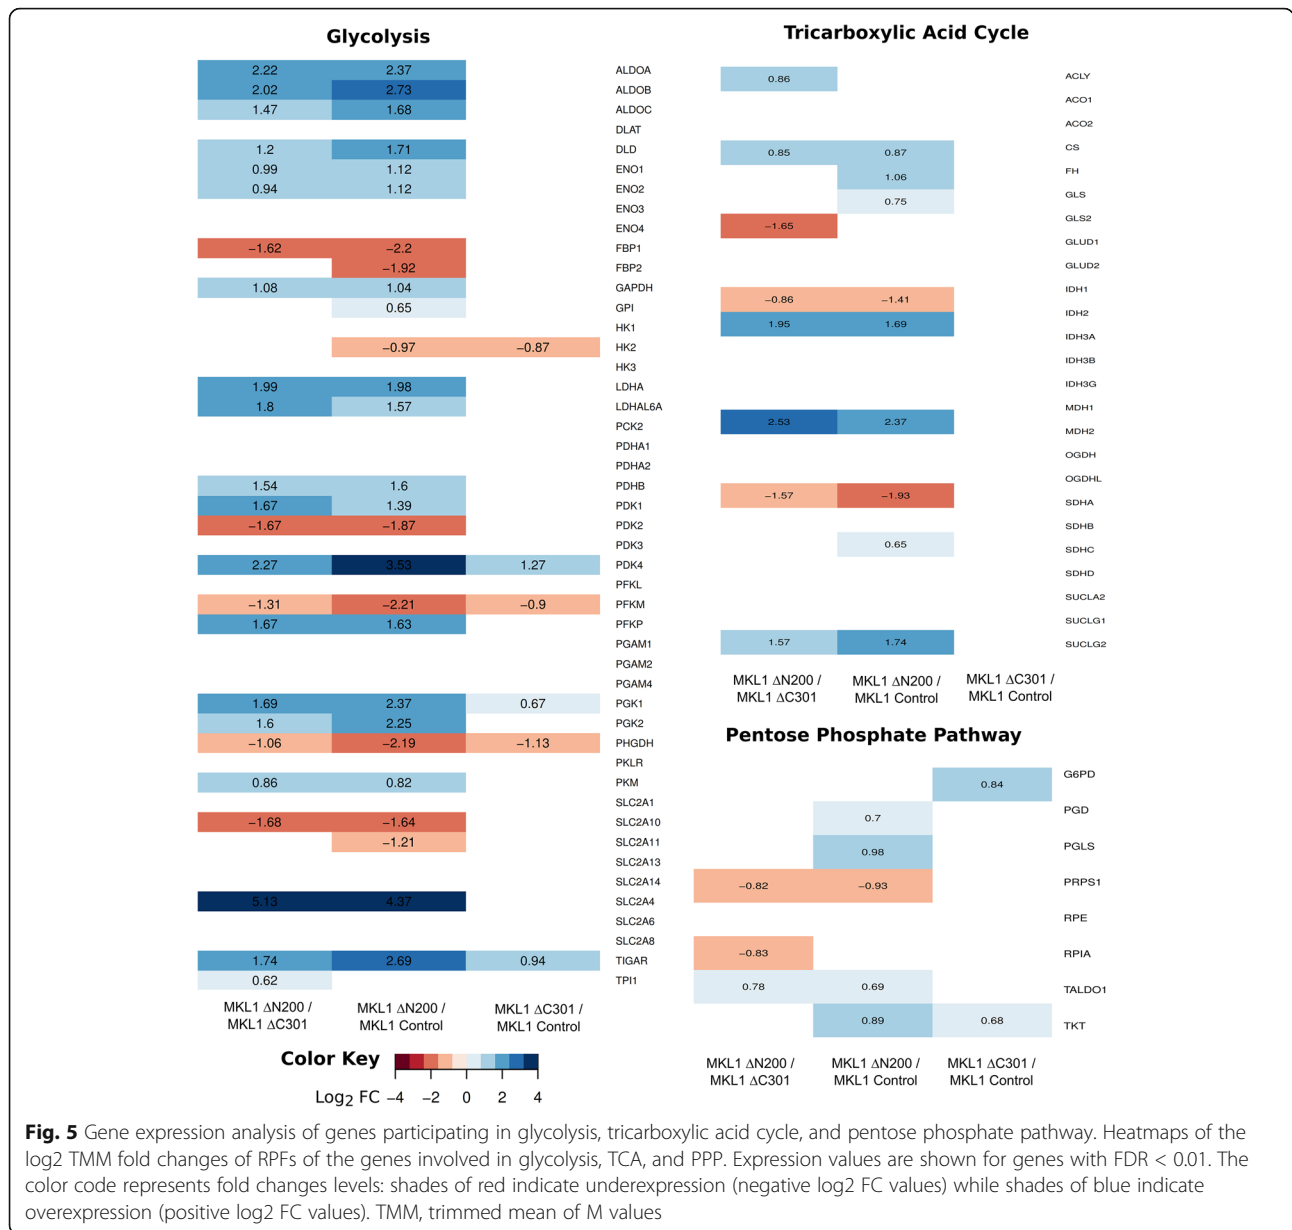 Glycolysis
2.22 2.37 ALDOA
2.02 2.73 ALDOB
1.47 1.68 ALDOC
DLAT
1.2 1.71 DLD
0.99 1.12 ENO1
0.94 1.12 ENO2
ENO3
ENO4
−1.62 −2.2 FBP1
−1.92 FBP2
1.08 1.04 GAPDH
0.65 GPI
HK1
−0.97 −0.87 HK2
HK3
1.99 1.98 LDHA
1.8 1.57 LDHAL6A
PCK2
PDHA1
PDHA2
1.54 1.6 PDHB
1.67 1.39 PDK1
−1.67 −1.87 PDK2
PDK3
2.27 3.53 1.27 PDK4
PFKL
−1.31 −2.21 −0.9 PFKM
1.67 1.63 PFKP
PGAM1
PGAM2
PGAM4
1.69 2.37 0.67 PGK1
1.6 2.25 PGK2
−1.06 −2.19 −1.13 PHGDH
PKLR
0.86 0.82 PKM
SLC2A1
−1.68 −1.64 SLC2A10
−1.21 SLC2A11
SLC2A13
SLC2A14
5.13 4.37 SLC2A4
SLC2A6
SLC2A8
1.74 2.69 0.94 TIGAR
0.62 TPI1
MKL1 ΔN200 / MKL1 ΔN200 / MKL1 ΔC301 /
MKL1 ΔC301 MKL1 Control MKL1 Control
Color Key
Log2 FC −4 −2 0 2 4
Tricarboxylic Acid Cycle
0.86 ACLY
ACO1
ACO2
0.85 0.87 CS
1.06 FH
0.75 GLS
−1.65 GLS2
GLUD1
GLUD2
−0.86 −1.41 IDH1
1.95 1.69 IDH2
IDH3A
IDH3B
IDH3G
MDH1
2.53 2.37 MDH2
OGDH
OGDHL
−1.57 −1.93 SDHA
SDHB
0.65 SDHC
SDHD
SUCLA2
SUCLG1
1.57 1.74 SUCLG2
MKL1 ΔN200 / MKL1 ΔN200 / MKL1 ΔC301 /
MKL1 ΔC301 MKL1 Control MKL1 Control
Pentose Phosphate Pathway
0.84 G6PD
0.7 PGD
0.98 PGLS
−0.82 −0.93 PRPS1
RPE
−0.83 RPIA
0.78 0.69 TALDO1
0.89 0.68 TKT
MKL1 ΔN200 / MKL1 ΔN200 / MKL1 ΔC301 /
MKL1 ΔC301 MKL1 Control MKL1 Control
Fig. 5 Gene expression analysis of genes participating in glycolysis, tricarboxylic acid cycle, and pentose phosphate pathway. Heatmaps of the
log2 TMM fold changes of RPFs of the genes involved in glycolysis, TCA, and PPP. Expression values are shown for genes with FDR < 0.01. The
color code represents fold changes levels: shades of red indicate underexpression (negative log2 FC values) while shades of blue indicate
overexpression (positive log2 FC values). TMM, trimmed mean of M values